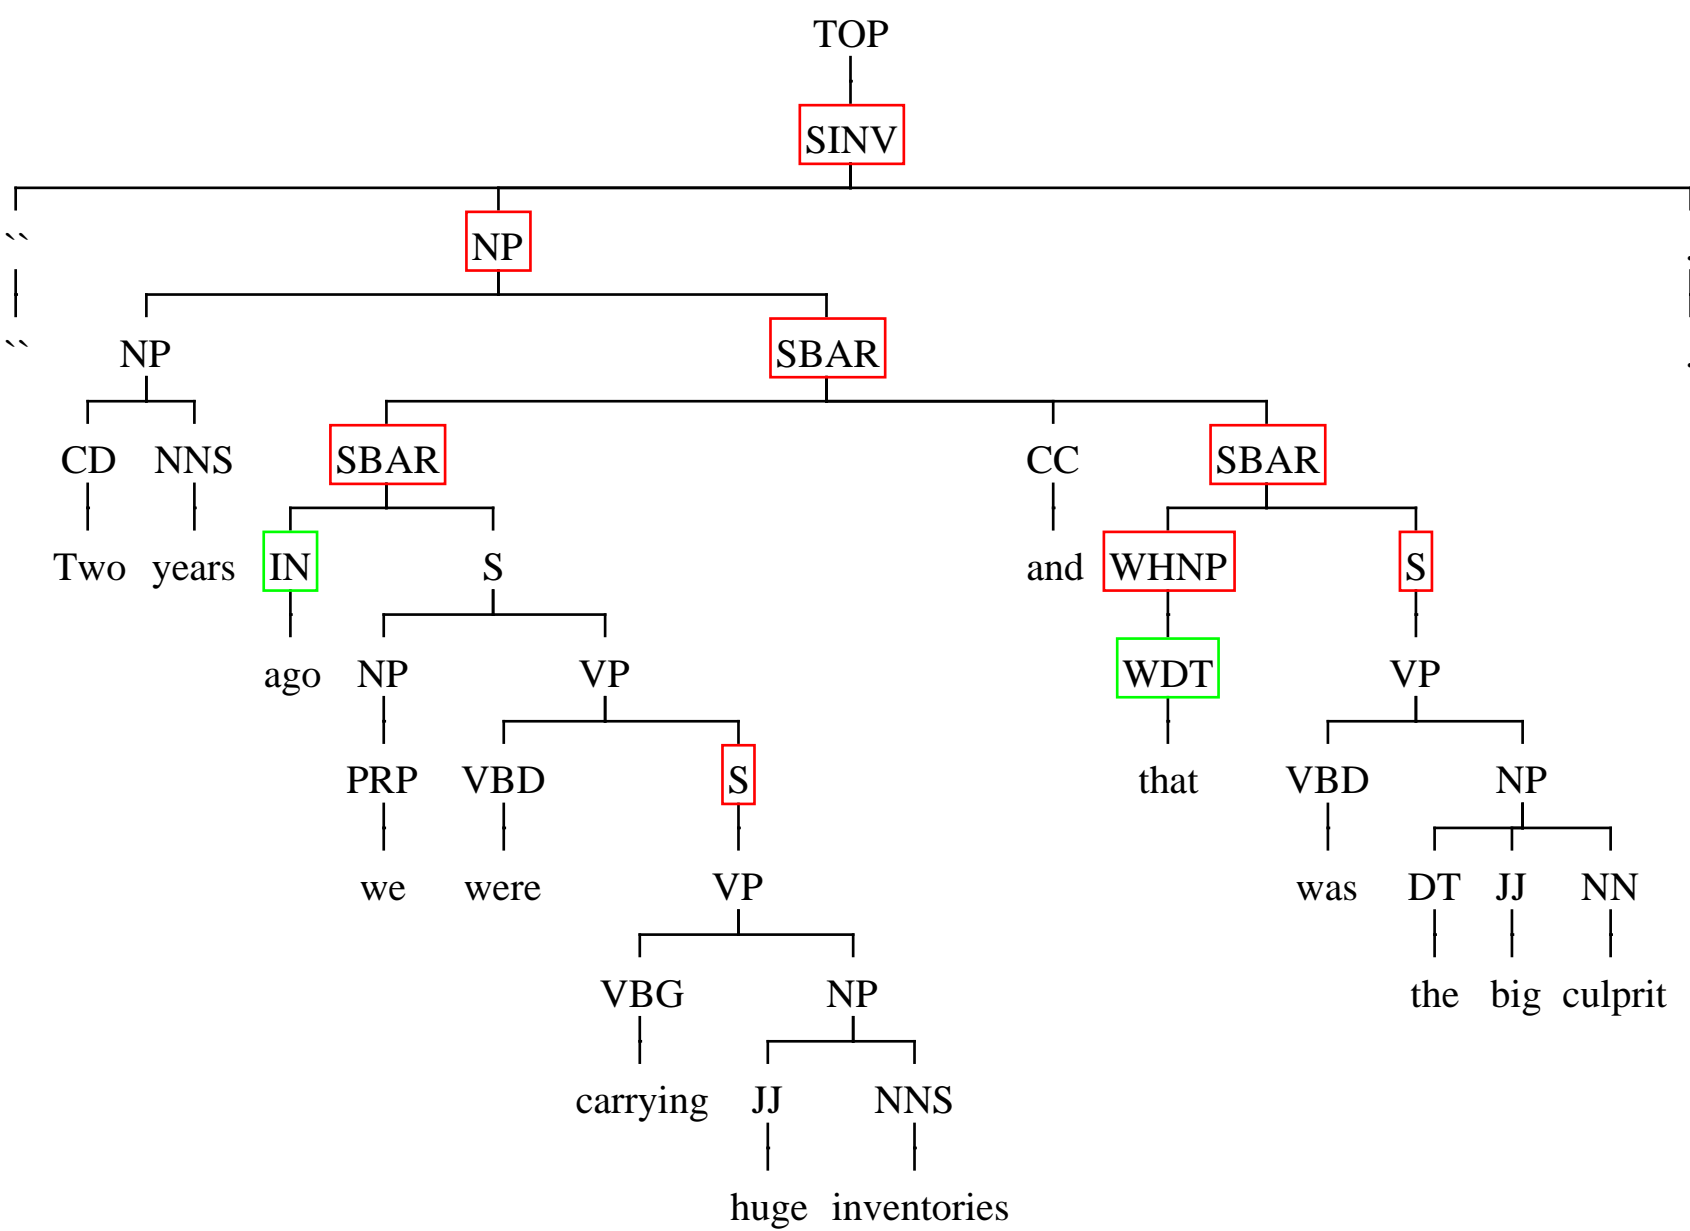 TOP
SINV
`` NP .
`` NP SBAR .
CD NNS SBAR CC SBAR
Two years IN S and WHNP S
ago NP VP WDT VP
PRP VBD S that VBD NP
we were VP was DT JJ NN
VBG NP the big culprit
carrying JJ NNS
huge inventories